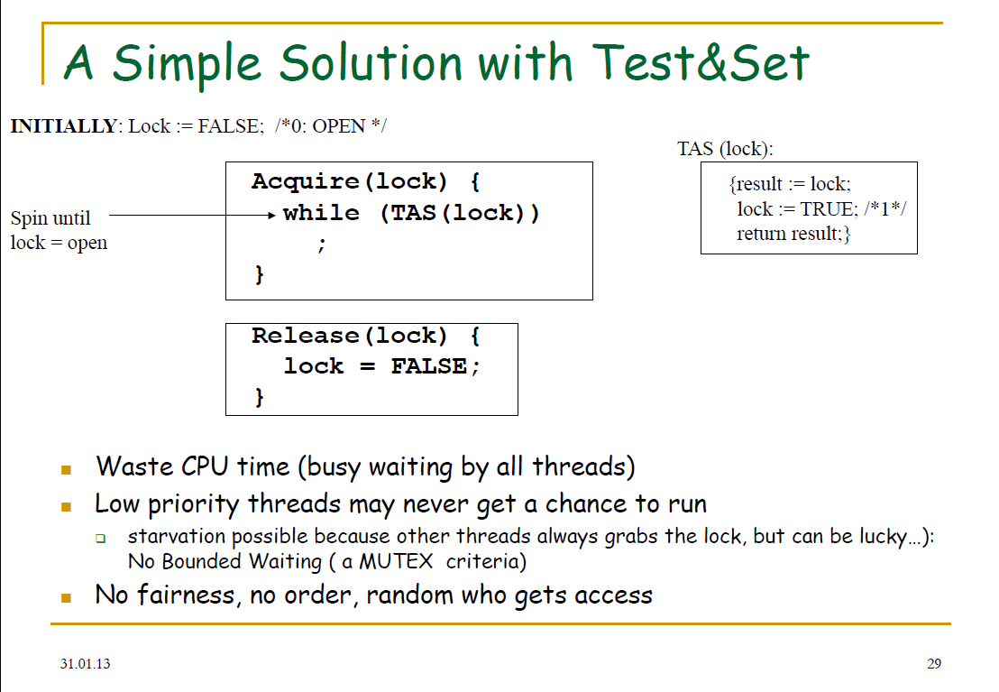 A Simple Solution with Test&Set
INITIALLY: Lock := FALSE;  /*0: OPEN */
TAS (lock):
{result := lock;
lock := TRUE; /*1*/
return result;}
Acquire(lock) {
while (TAS(lock))
;
}
Spin until
lock = open
Release(lock) {
lock = FALSE;
}
Waste CPU time (busy waiting by all threads)
Low priority threads may never get a chance to run
starvation possible because other threads always grabs the lock, but can be lucky…):
No Bounded Waiting ( a MUTEX  criteria)
No fairness, no order, random who gets access
31.01.13
29